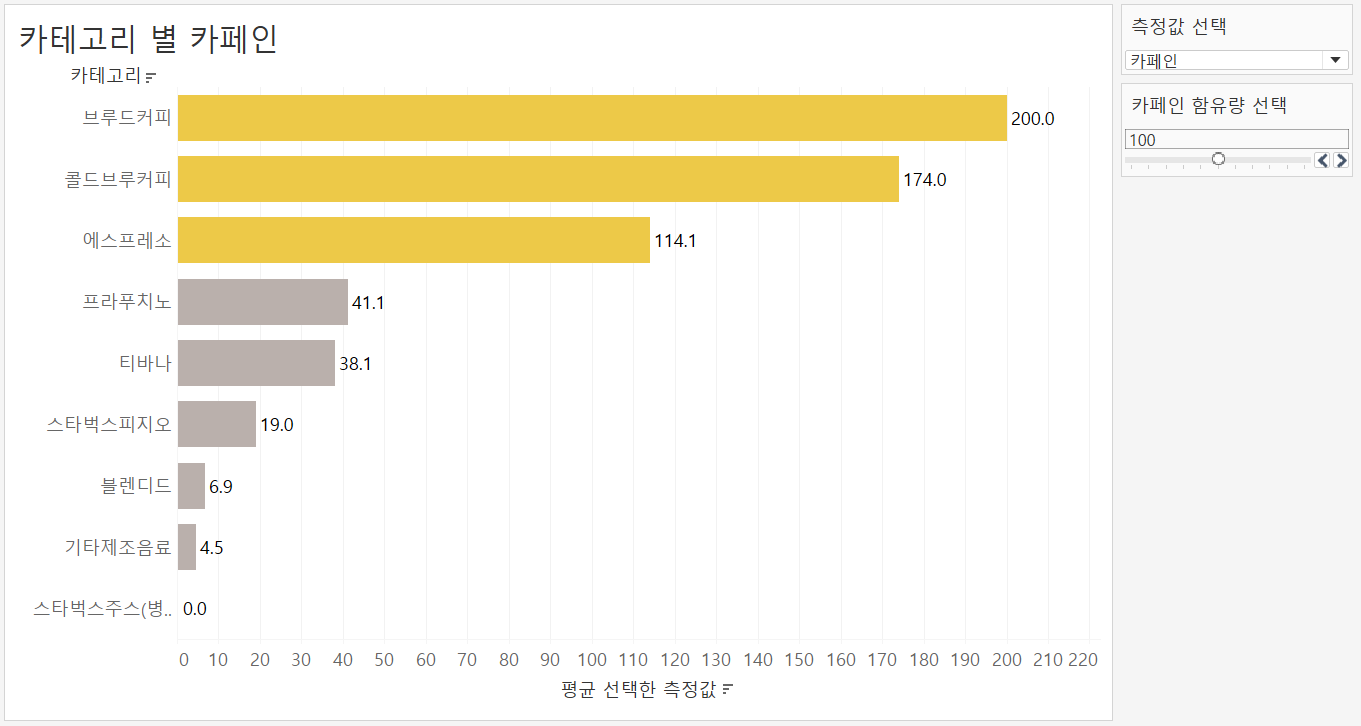 카테고리 별 카페인
카테고리
브루드커피 200.0
콜드브루커피 174.0
에스프레소 114.1
프라푸치노 41.1
티바나 38.1
스타벅스피지오 19.0
블렌디드 6.9
기타제조음료 4.5
스타벅스주스(병.. 0.0
0 10 20 30 40 50 60 70 80 90 100 110 120 130 140 150 160 170 180 190 200 210 220
평균 선택한 측정값
측정값 선택
카페인
카페인 함유량 선택
100